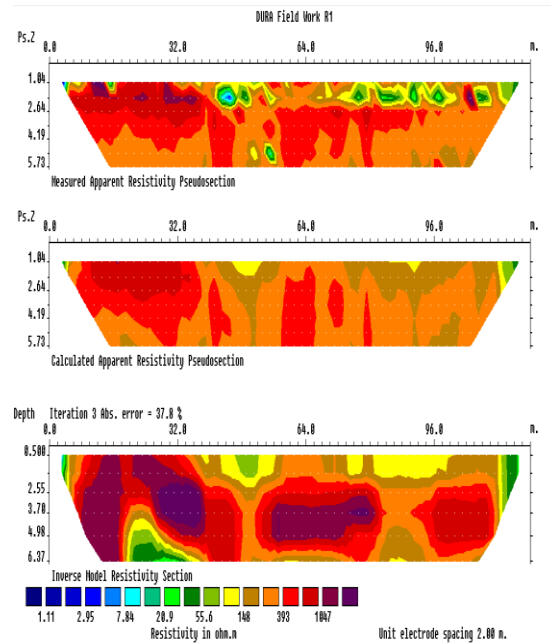 DURA Field Work R1
Ps.Z
0.0 32.0 64.0 96.0 m.
1.04
2.64
4.19
5.73
Measured Apparent Resistivity Pseudosection
Ps.Z
0.0 32.0 64.0 96.0 m.
1.04
2.64
4.19
5.73
Calculated Apparent Resistivity Pseudosection
Depth Iteration 3 Abs. error = 37.8 %
0.0 32.0 64.0 96.0 m.
0.500
2.55
3.70
4.98
6.37
Inverse Model Resistivity Section
1.11 2.95 7.84 20.9 55.6 148 393 1047
Resistivity in ohm.m Unit electrode spacing 2.00 m.